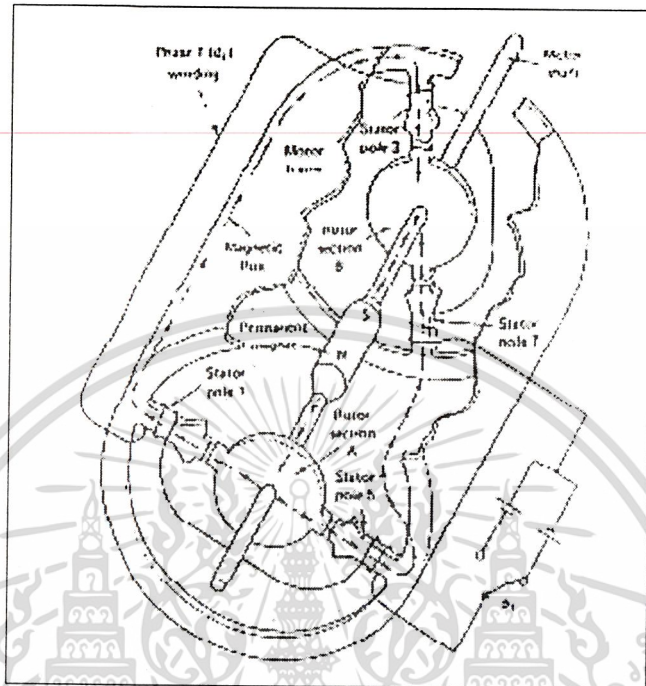 Phase 1 (ϕ1)
winding
Motor
shaft
Stator
pole 3
Motor
frame
Rotor
section
B
Magnetic
flux
Permanent
magnet
S
N
Stator
pole 7
Stator
pole 1
Rotor
section
A
Stator
pole 5